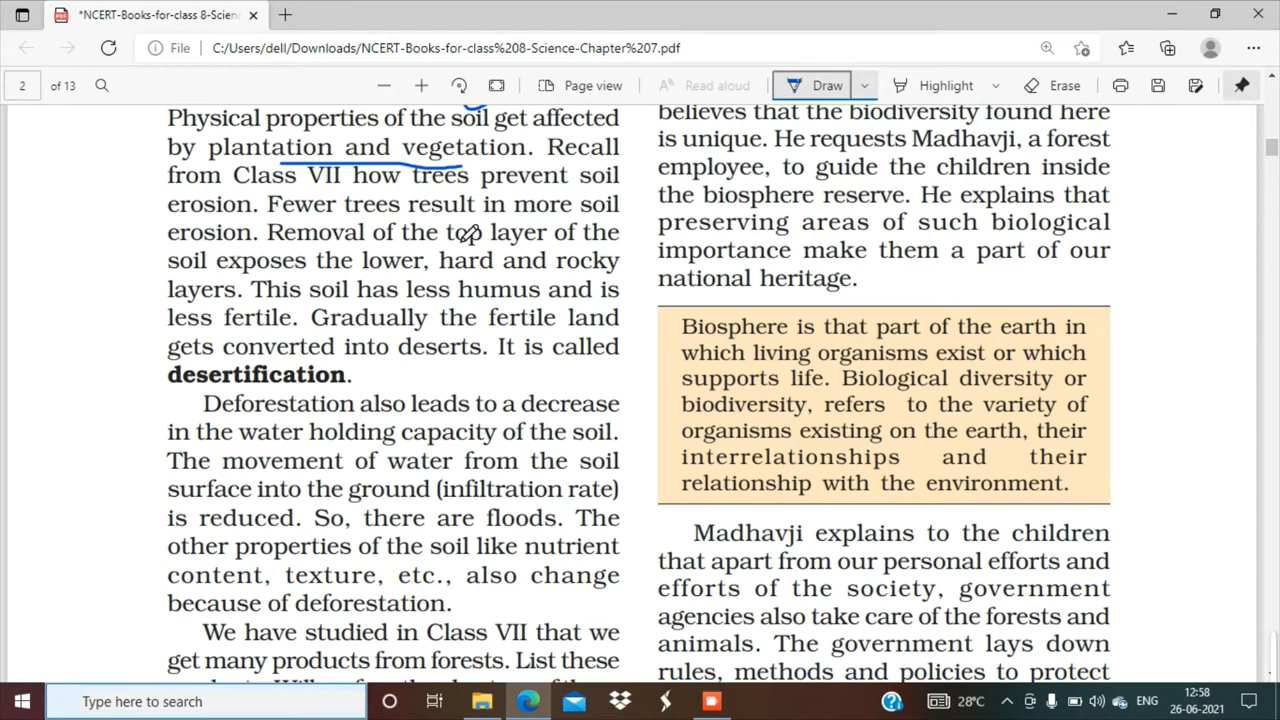 *NCERT-Books-for class 8-Scien
File
C:/Users/dell/Downloads/NCERT-Books-for-class%208-Science-Chapter%207.pdf
2 of 13
Page view
Read aloud
Draw
Highlight
Erase
Physical properties of the soil get affected
by plantation and vegetation. Recall
from Class VII how trees prevent soil
erosion. Fewer trees result in more soil
erosion. Removal of the top layer of the
soil exposes the lower, hard and rocky
layers. This soil has less humus and is
less fertile. Gradually the fertile land
gets converted into deserts. It is called
desertification.
Deforestation also leads to a decrease
in the water holding capacity of the soil.
The movement of water from the soil
surface into the ground (infiltration rate)
is reduced. So, there are floods. The
other properties of the soil like nutrient
content, texture, etc., also change
because of deforestation.
We have studied in Class VII that we
get many products from forests. List these
believes that the biodiversity found here
is unique. He requests Madhavji, a forest
employee, to guide the children inside
the biosphere reserve. He explains that
preserving areas of such biological
importance make them a part of our
national heritage.
Biosphere is that part of the earth in
which living organisms exist or which
supports life. Biological diversity or
biodiversity, refers to the variety of
organisms existing on the earth, their
interrelationships and their
relationship with the environment.
Madhavji explains to the children
that apart from our personal efforts and
efforts of the society, government
agencies also take care of the forests and
animals. The government lays down
rules, methods and policies to protect
Type here to search
28°C
ENG
12:58
26-06-2021